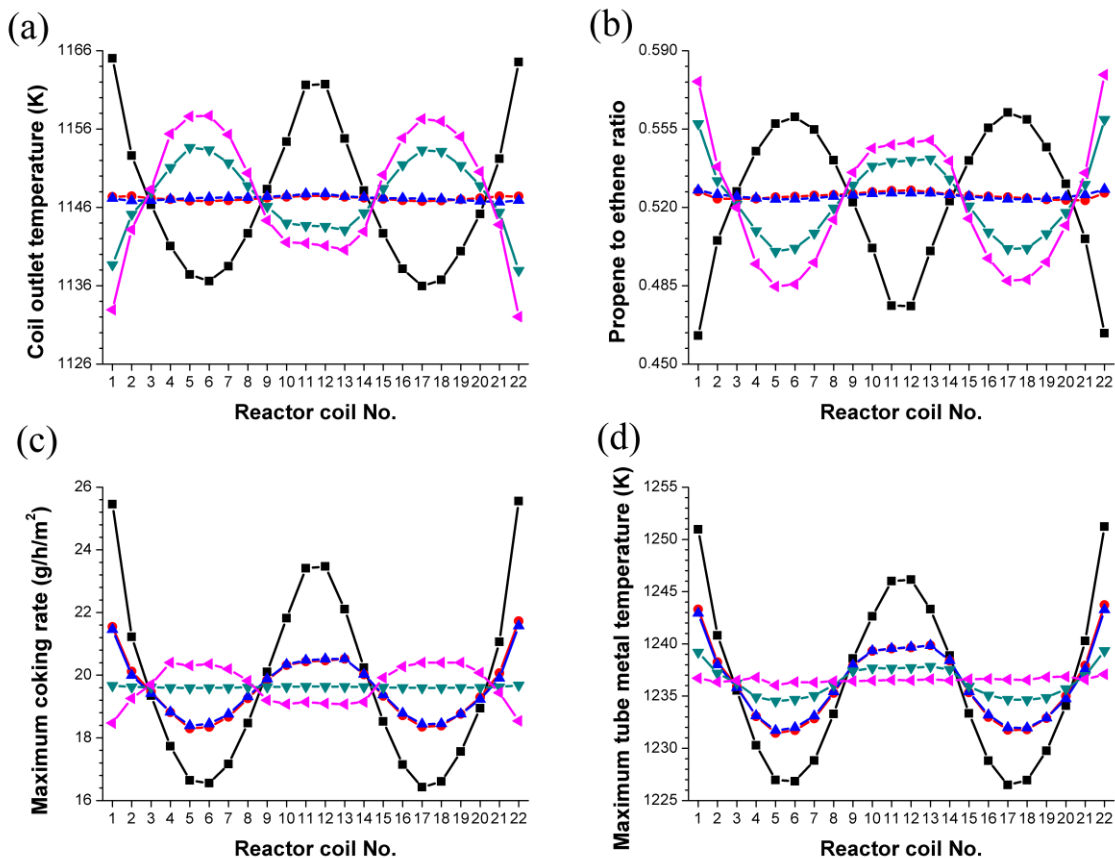 (a)
Coil outlet temperature (K)
1166
1156
1146
1136
1126
1 2 3 4 5 6 7 8 9 10 11 12 13 14 15 16 17 18 19 20 21 22
Reactor coil No.
(b)
Propene to ethene ratio
0.590
0.555
0.520
0.485
0.450
1 2 3 4 5 6 7 8 9 10 11 12 13 14 15 16 17 18 19 20 21 22
Reactor coil No.
(c)
Maximum coking rate (g/h/m²)
26
24
22
20
18
16
1 2 3 4 5 6 7 8 9 10 11 12 13 14 15 16 17 18 19 20 21 22
Reactor coil No.
(d)
Maximum tube metal temperature (K)
1255
1250
1245
1240
1235
1230
1225
1 2 3 4 5 6 7 8 9 10 11 12 13 14 15 16 17 18 19 20 21 22
Reactor coil No.